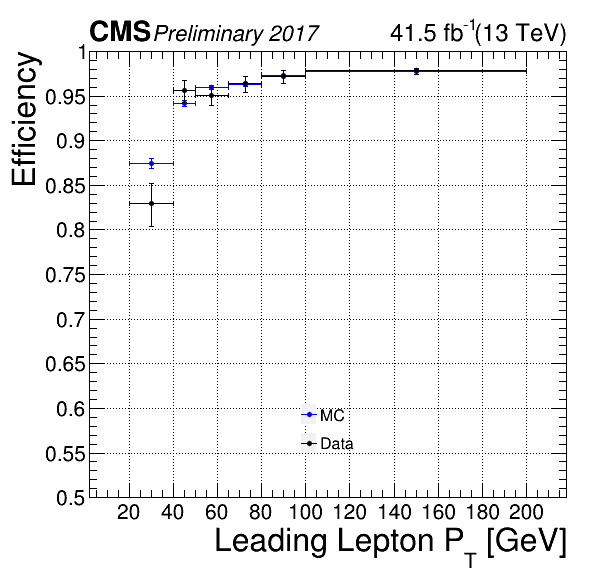 CMS Preliminary 2017 41.5 fb⁻¹(13 TeV)
Efficiency
1
0.95
0.9
0.85
0.8
0.75
0.7
0.65
0.6
0.55
0.5
MC
Data
20 40 60 80 100 120 140 160 180 200
Leading Lepton P_T [GeV]